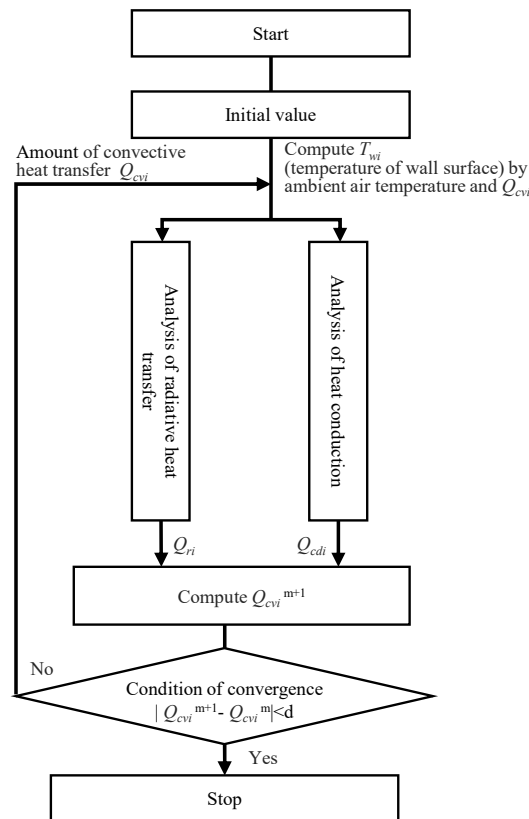 Start
Initial value
Amount of convective
heat transfer Q_cvi
Compute T_wi
(temperature of wall surface) by
ambient air temperature and Q_cvi
Analysis of radiative heat
transfer
Analysis of heat conduction
Q_ri
Q_cdi
Compute Q_cvi^m+1
No
Condition of convergence
| Q_cvi^m+1 - Q_cvi^m|<d
Yes
Stop